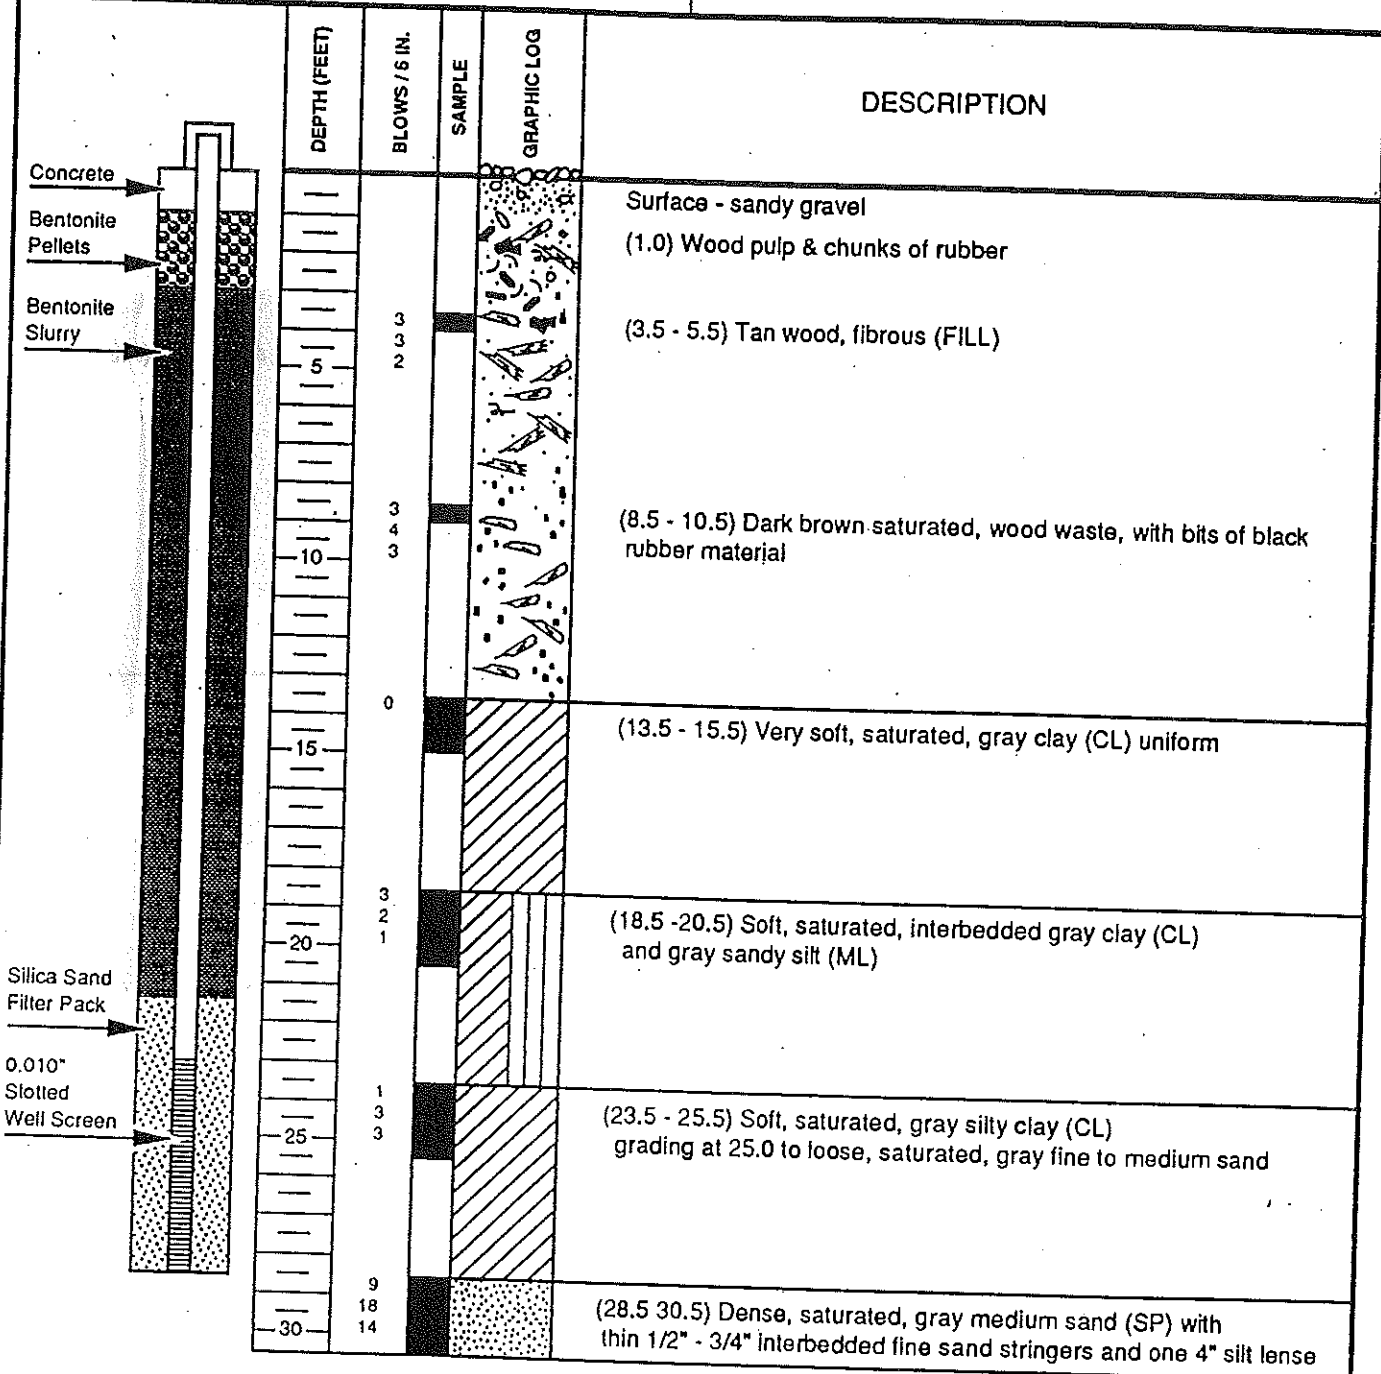 DEPTH (FEET)
BLOWS / 6 IN.
SAMPLE
GRAPHIC LOG
DESCRIPTION
Concrete
Bentonite
Pellets
Bentonite
Slurry
Silica Sand
Filter Pack
0.010"
Slotted
Well Screen
5
10
15
20
25
30
3
3
2
3
4
3
0
3
2
1
1
3
3
9
18
14
Surface - sandy gravel
(1.0) Wood pulp & chunks of rubber
(3.5 - 5.5) Tan wood, fibrous (FILL)
(8.5 - 10.5) Dark brown saturated, wood waste, with bits of black
rubber material
(13.5 - 15.5) Very soft, saturated, gray clay (CL) uniform
(18.5 -20.5) Soft, saturated, interbedded gray clay (CL)
and gray sandy silt (ML)
(23.5 - 25.5) Soft, saturated, gray silty clay (CL)
grading at 25.0 to loose, saturated, gray fine to medium sand
(28.5 30.5) Dense, saturated, gray medium sand (SP) with
thin 1/2" - 3/4" interbedded fine sand stringers and one 4" silt lense